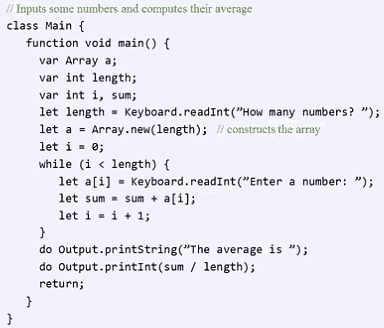 // Inputs some numbers and computes their average
class Main {
   function void main() {
      var Array a;
      var int length;
      var int i, sum;
      let length = Keyboard.readInt(”How many numbers? ”);
      let a = Array.new(length);  // constructs the array
      let i = 0;
      while (i < length) {
         let a[i] = Keyboard.readInt(”Enter a number: ”);
         let sum = sum + a[i];
         let i = i + 1;
      }
      do Output.printString(”The average is ”);
      do Output.printInt(sum / length);
      return;
   }
}